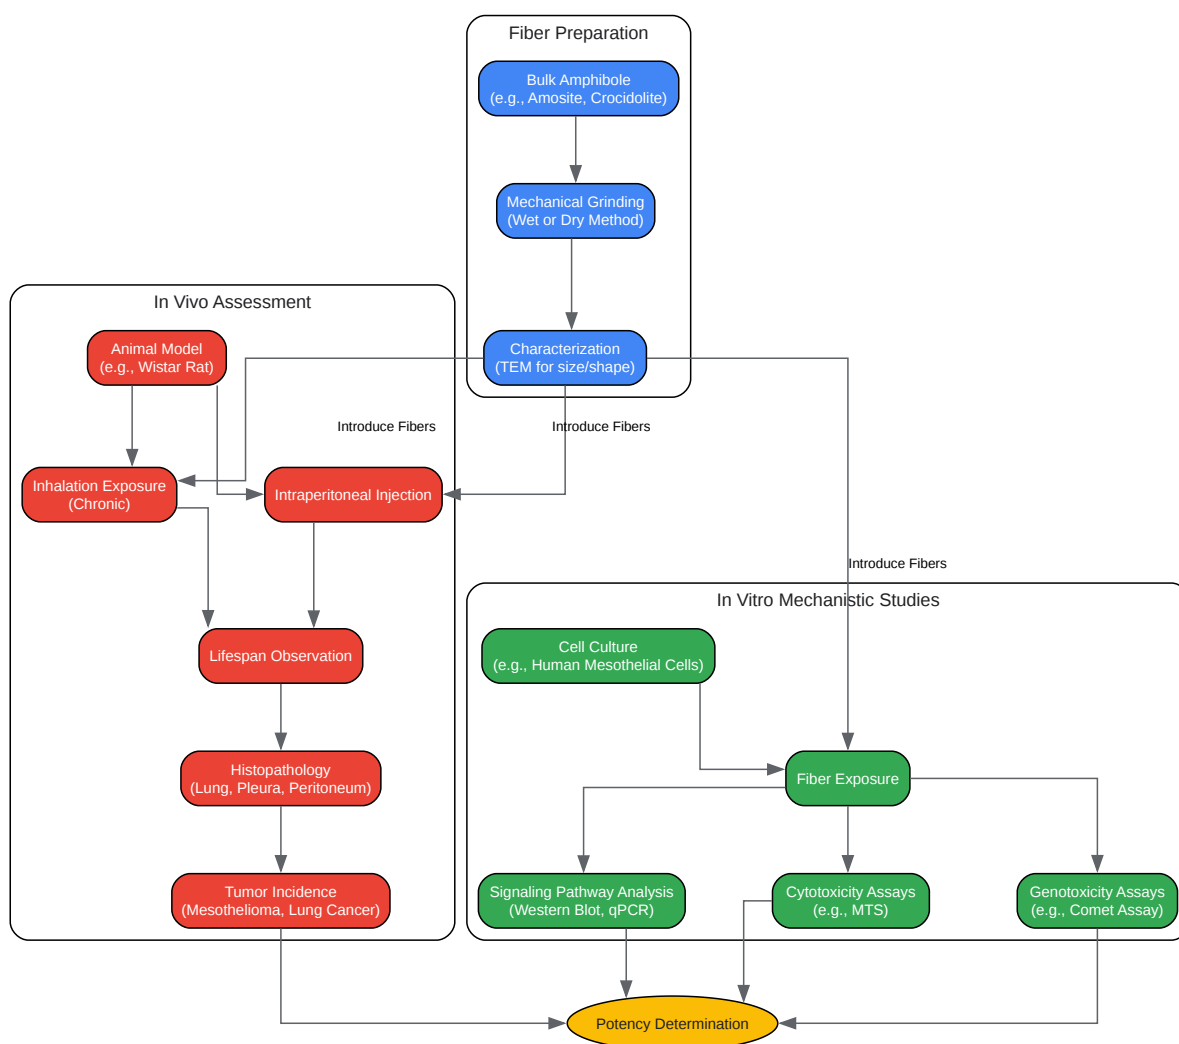 Fiber Preparation
Bulk Amphibole
(e.g., Amosite, Crocidolite)
Mechanical Grinding
(Wet or Dry Method)
Characterization
(TEM for size/shape)
In Vivo Assessment
Animal Model
(e.g., Wistar Rat)
Introduce Fibers
Introduce Fibers
Inhalation Exposure
(Chronic)
Intraperitoneal Injection
Lifespan Observation
Histopathology
(Lung, Pleura, Peritoneum)
Tumor Incidence
(Mesothelioma, Lung Cancer)
Introduce Fibers
In Vitro Mechanistic Studies
Cell Culture
(e.g., Human Mesothelial Cells)
Fiber Exposure
Signaling Pathway Analysis
(Western Blot, qPCR)
Cytotoxicity Assays
(e.g., MTS)
Genotoxicity Assays
(e.g., Comet Assay)
Potency Determination